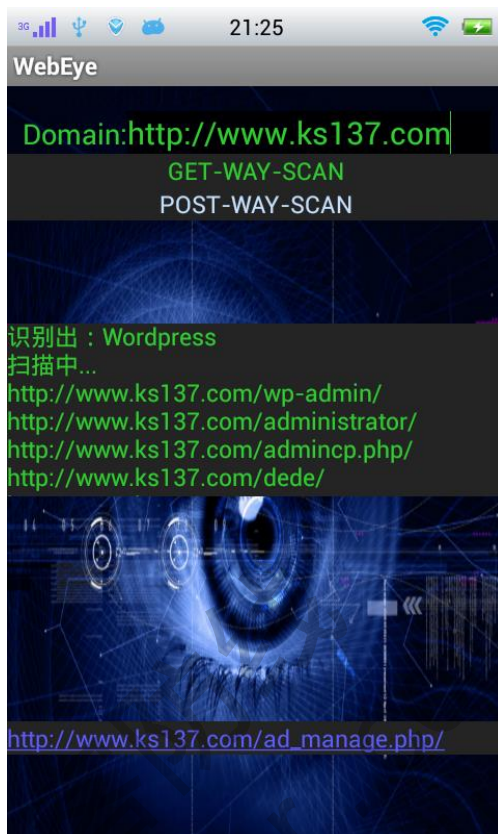 3G 21:25
WebEye
Domain:http://www.ks137.com
GET-WAY-SCAN
POST-WAY-SCAN
识别出：Wordpress
扫描中...
http://www.ks137.com/wp-admin/
http://www.ks137.com/administrator/
http://www.ks137.com/admincp.php/
http://www.ks137.com/dede/
http://www.ks137.com/ad_manage.php/